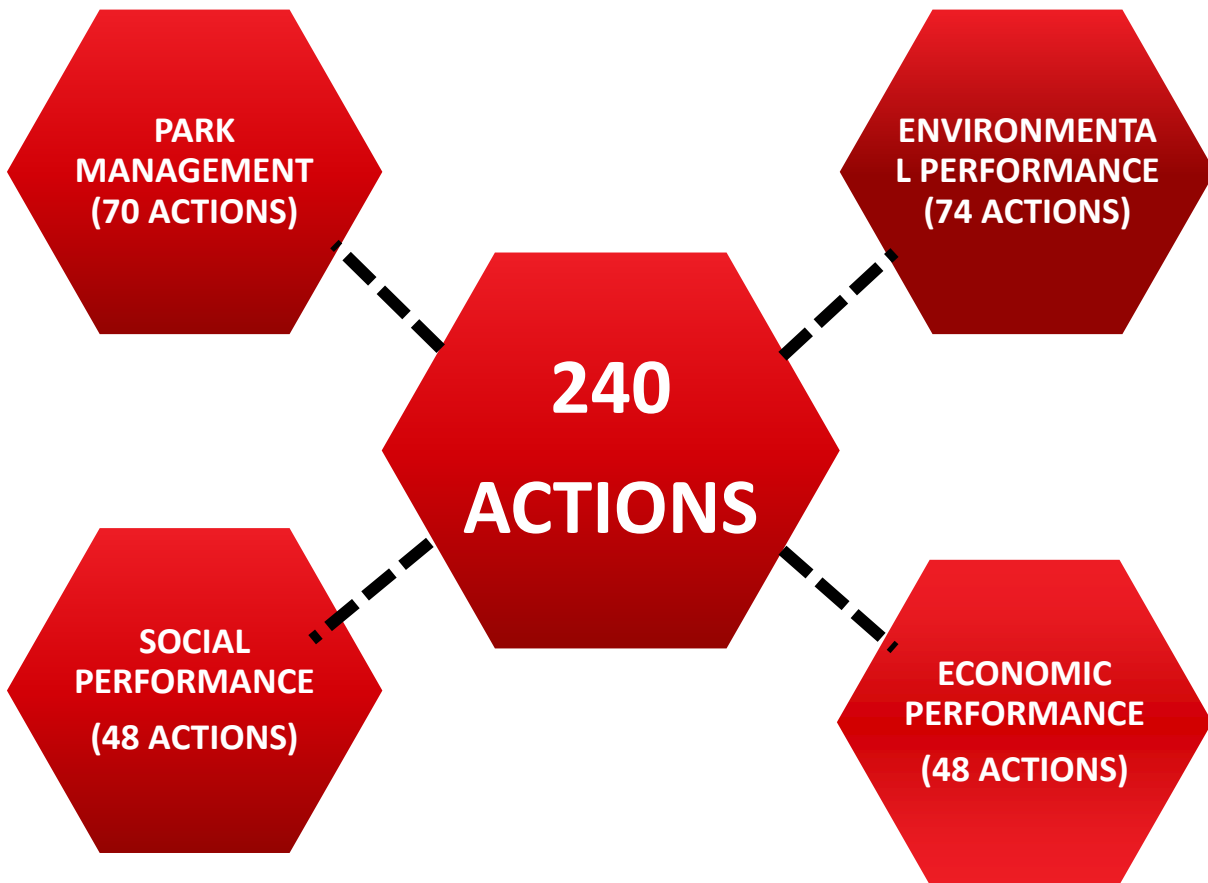 PARK
MANAGEMENT
(70 ACTIONS)
ENVIRONMENTA
L PERFORMANCE
(74 ACTIONS)
240
ACTIONS
SOCIAL
PERFORMANCE
(48 ACTIONS)
ECONOMIC
PERFORMANCE
(48 ACTIONS)